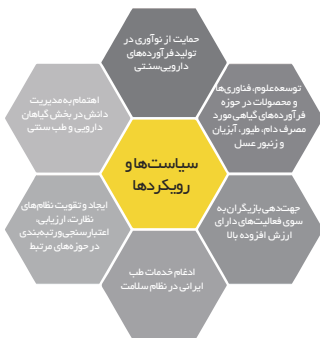 حمایت از نوآوری در
تولید فرآورده‌های
دارویی سنتی
توسعه علوم، فناوری‌ها
و محصولات در حوزه
فرآورده‌های گیاهی مورد
مصرف دام، طیور، آبزیان
و زنبور عسل
اهتمام به مدیریت
دانش در بخش گیاهان
دارویی و طب سنتی
سیاست‌ها و
رویکردها
جهت‌دهی بازیگران به
سوی فعالیت‌های دارای
ارزش افزوده بالا
ایجاد و تقویت نظام‌های
نظارت، ارزیابی،
اعتبارسنجی و رتبه‌بندی
در حوزه‌های مرتبط
ادغام خدمات طب
ایرانی در نظام سلامت